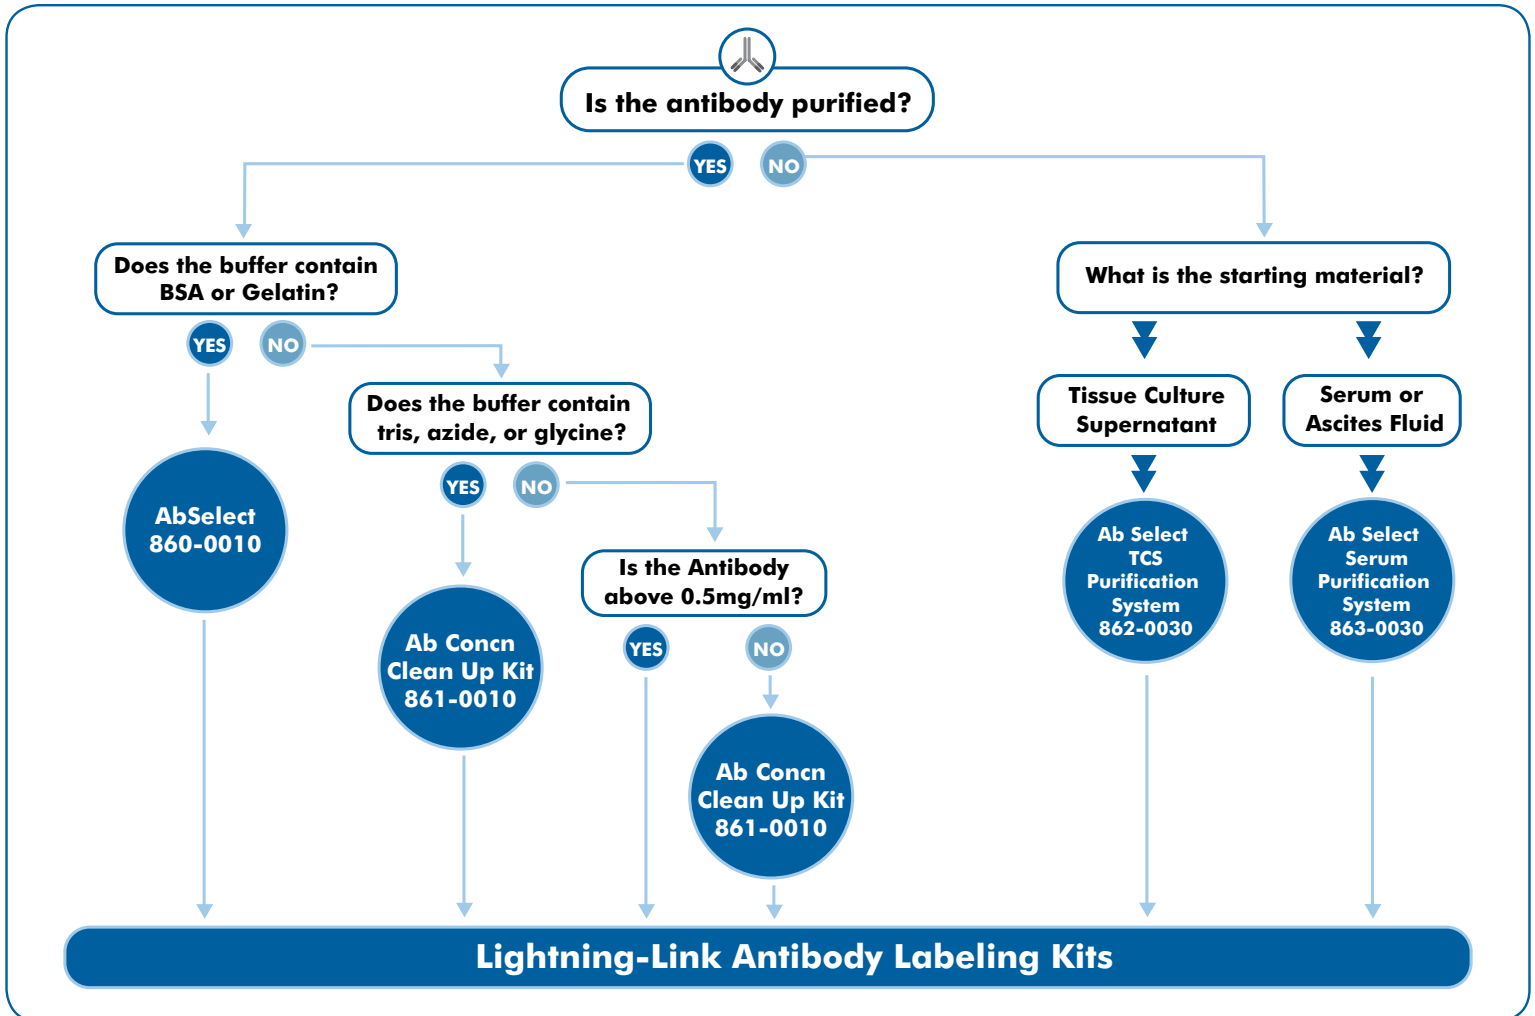 Is the antibody purified?
YES
NO
Does the buffer contain
BSA or Gelatin?
YES
NO
What is the starting material?
Does the buffer contain
tris, azide, or glycine?
YES
NO
Tissue Culture
Supernatant
Serum or
Ascites Fluid
AbSelect
860-0010
Is the Antibody
above 0.5mg/ml?
YES
NO
Ab Select
TCS
Purification
System
862-0030
Ab Select
Serum
Purification
System
863-0030
Ab Concn
Clean Up Kit
861-0010
Ab Concn
Clean Up Kit
861-0010
Lightning-Link Antibody Labeling Kits